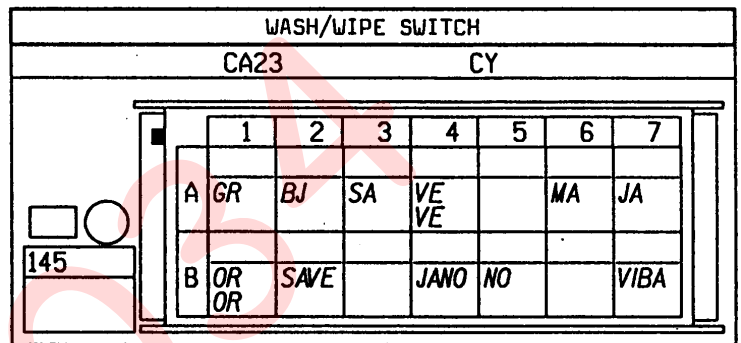 WASH/WIPE SWITCH
CA23 CY
1 2 3 4 5 6 7
A GR BJ SA VE MA JA
VE
145
B OR SAVE JANO NO VIBA
OR